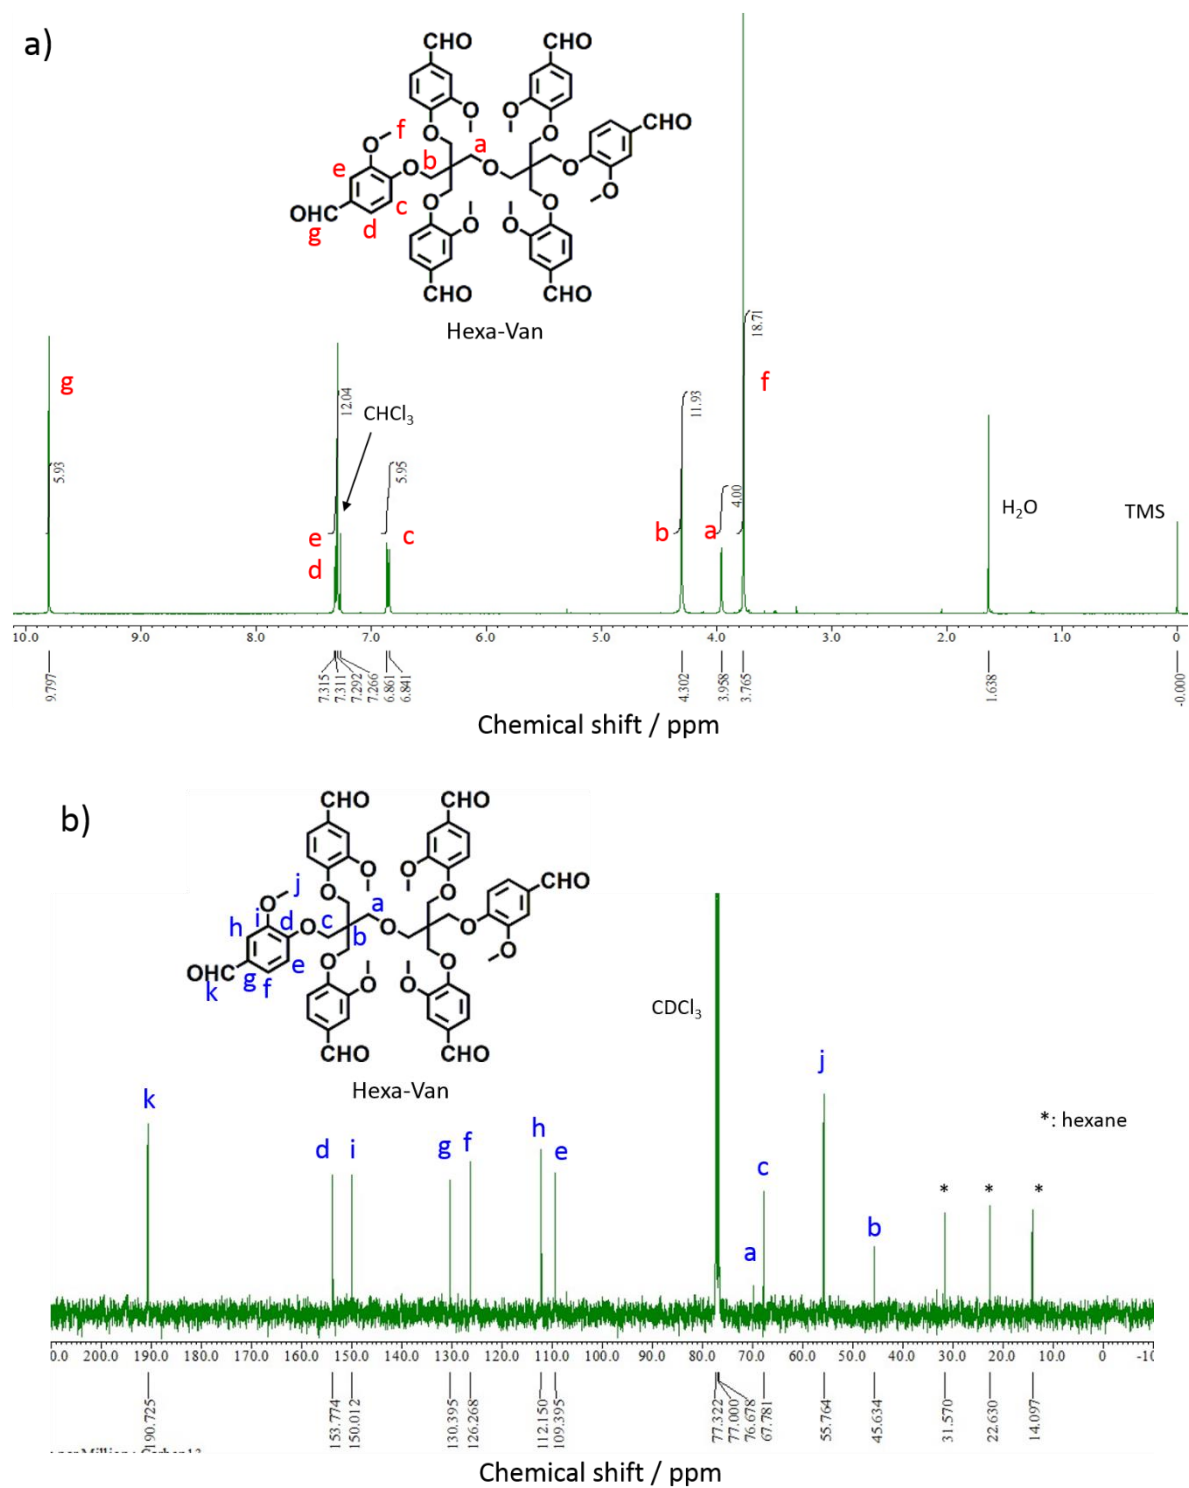 a)
CHO CHO
O O
O O
CHO
O f O O
a
e O b O O
c O
OHC d O O O O
g
CHO CHO
Hexa-Van
g
5.93
e
d
12.04
CHCl3
5.95
c
b
11.93
a
4.00
18.71
f
H2O
TMS
10.0 9.0 8.0 7.0 6.0 5.0 4.0 3.0 2.0 1.0 0
9.797 7.315 7.311 7.292 7.266 6.861 6.841 4.302 3.958 3.765 1.638 -0.000
Chemical shift / ppm
b)
CHO CHO
O O
O O
CHO
O j O O
a
h i d O c O O
b
e O
OHC g f O O O O
k
CHO CHO
Hexa-Van
k
d
i
g
f
h
e
CDCl3
a
c
j
b
*: hexane
* * *
0.0 200.0 190.0 180.0 170.0 160.0 150.0 140.0 130.0 120.0 110.0 100.0 90.0 80.0 70.0 60.0 50.0 40.0 30.0 20.0 10.0 0 -10
190.725 153.774 150.012 130.395 126.268 112.150 109.395 77.322 77.000 76.678 67.781 55.764 45.634 31.570 22.630 14.097
Chemical shift / ppm